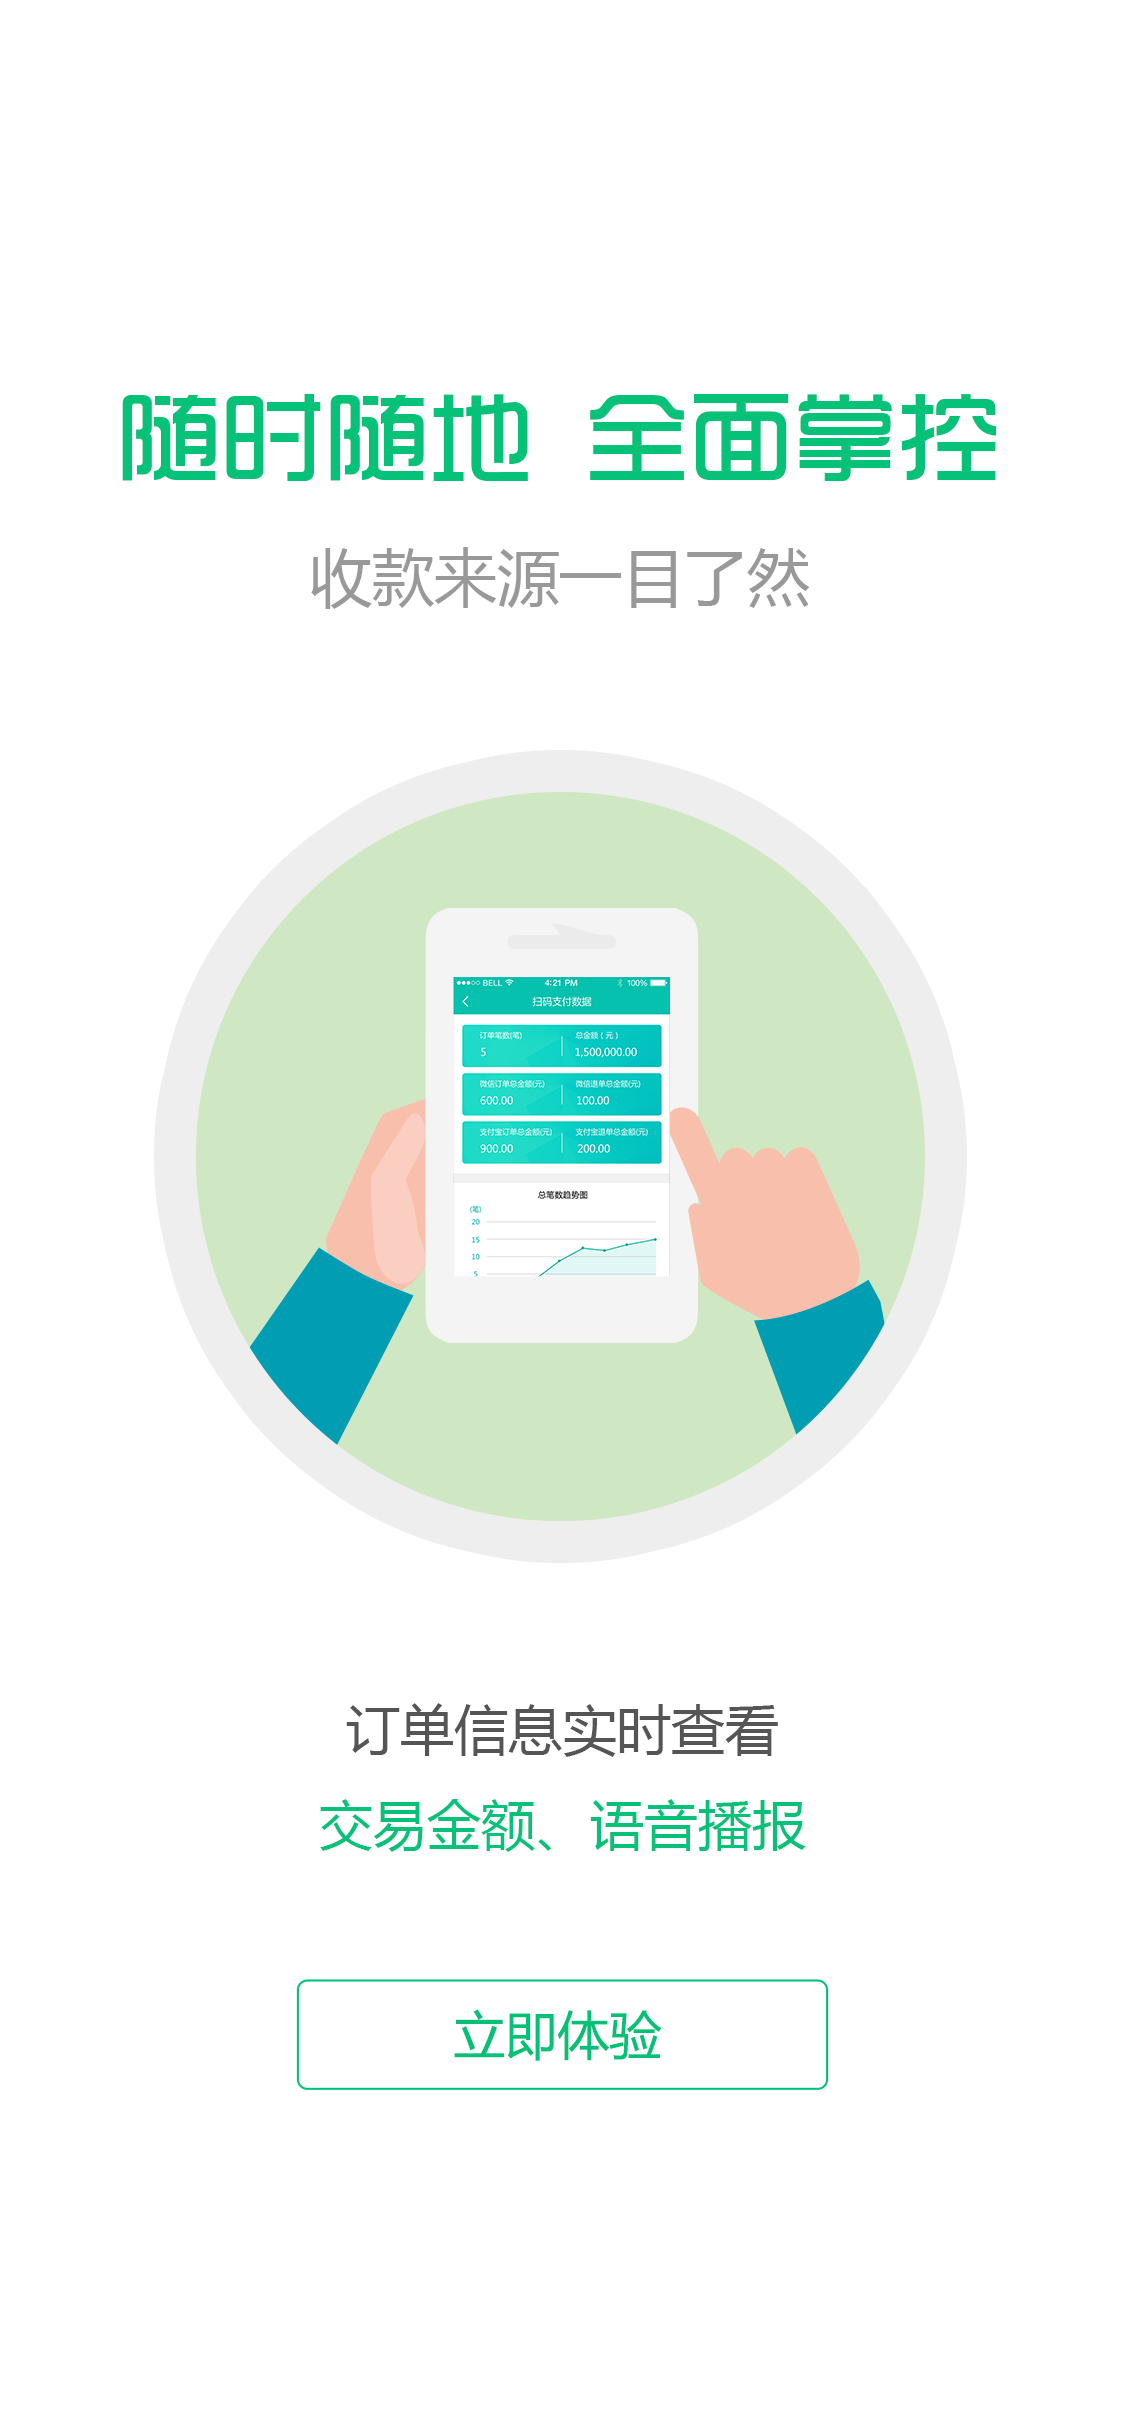 随时随地 全面掌控
收款来源一目了然
BELL 4:21 PM 100%
扫码支付数据
订单笔数(笔) 总金额（元）
5 1,500,000.00
微信订单总金额(元) 微信退单总金额(元)
600.00 100.00
支付宝订单总金额(元) 支付宝退单总金额(元)
900.00 200.00
总笔数趋势图
(笔)
20
15
10
5
订单信息实时查看
交易金额、语音播报
立即体验